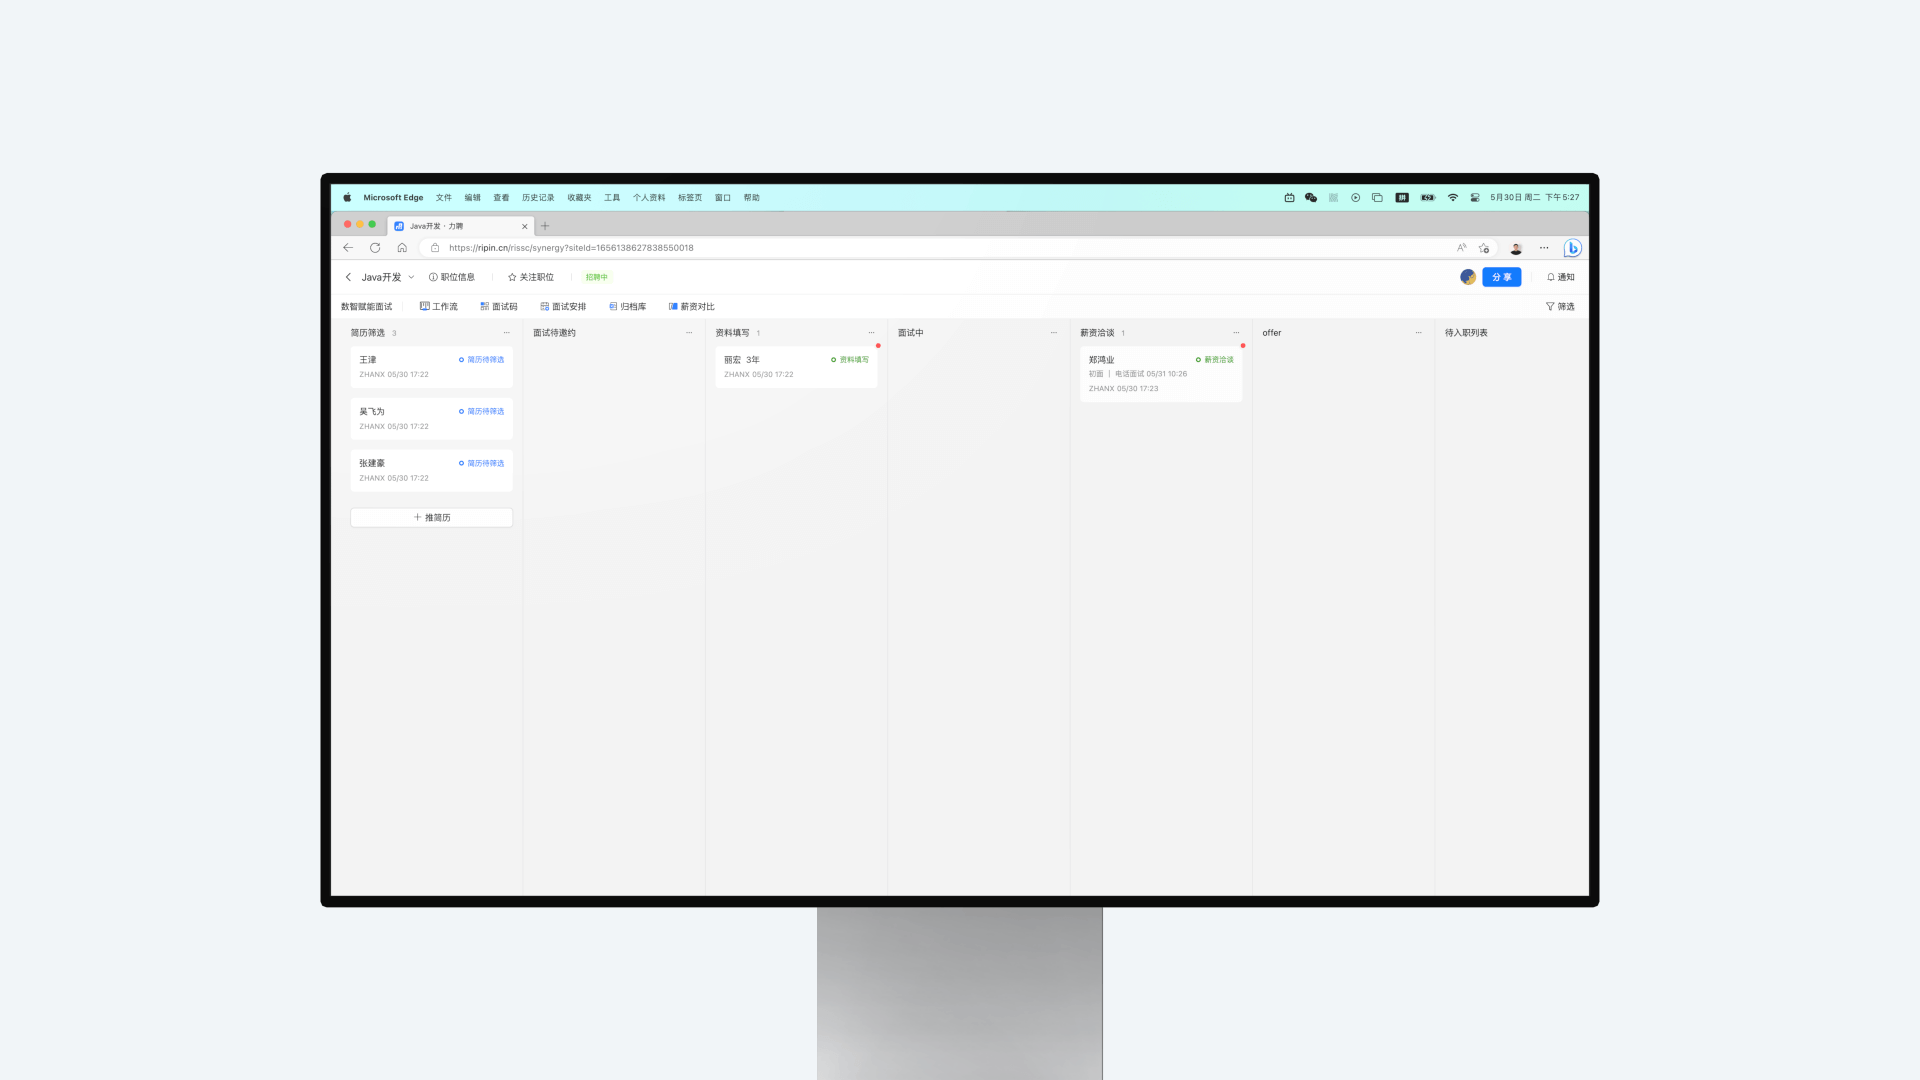 Microsoft Edge 文件 编辑 查看 历史记录 收藏夹 工具 个人资料 标签页 窗口 帮助
拼 5月30日 周二 下午5:27
Java开发 · 力聘
https://ripin.cn/rissc/synergy?siteId=1656138627838550018
Java开发 职位信息 关注职位 招聘中 分享 通知
数智赋能面试 工作流 面试码 面试安排 归档库 薪资对比 筛选
简历筛选 3 面试待邀约 资料填写 1 面试中 薪资洽谈 1 offer 待入职列表
王津 简历待筛选
ZHANX 05/30 17:22
吴飞为 简历待筛选
ZHANX 05/30 17:22
张建豪 简历待筛选
ZHANX 05/30 17:22
推简历
丽宏 3年 资料填写
ZHANX 05/30 17:22
郑鸿业 薪资洽谈
初面 | 电话面试 05/31 10:26
ZHANX 05/30 17:23